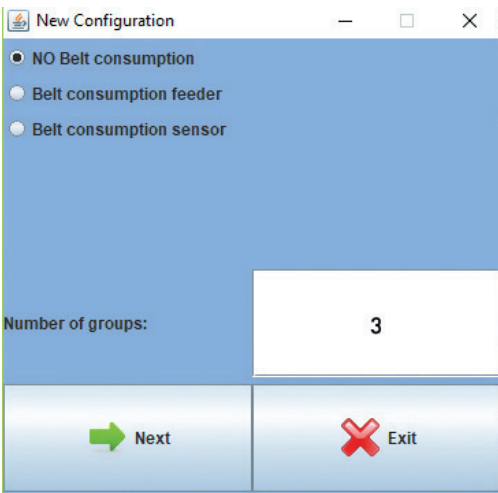 New Configuration
NO Belt consumption
Belt consumption feeder
Belt consumption sensor
Number of groups:
3
Next
Exit